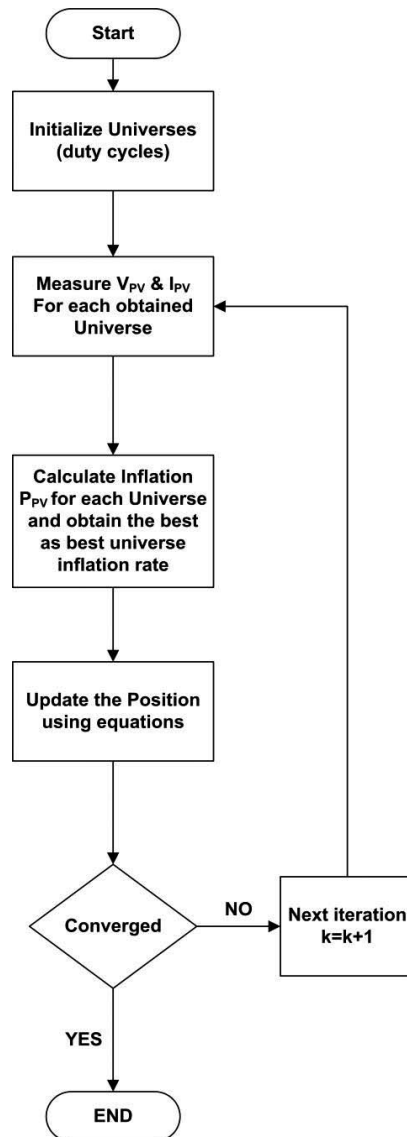 Start
Initialize Universes
(duty cycles)
Measure VPV & IPV
For each obtained
Universe
Calculate Inflation
PPV for each Universe
and obtain the best
as best universe
inflation rate
Update the Position
using equations
Converged
NO
Next iteration
k=k+1
YES
END